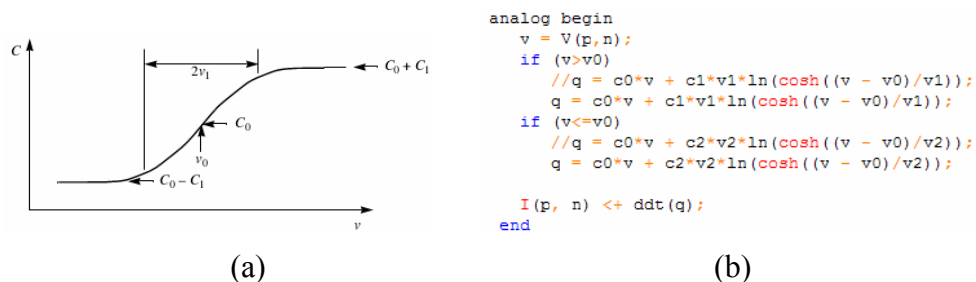 C
2v₁
C₀ + C₁
C₀
v₀
C₀ – C₁
v
(a)
analog begin
v = V(p,n);
if (v>v0)
//q = c0*v + c1*v1*ln(cosh((v - v0)/v1));
q = c0*v + c1*v1*ln(cosh((v - v0)/v1));
if (v<=v0)
//q = c0*v + c2*v2*ln(cosh((v - v0)/v2));
q = c0*v + c2*v2*ln(cosh((v - v0)/v2));
I(p, n) <+ ddt(q);
end
(b)